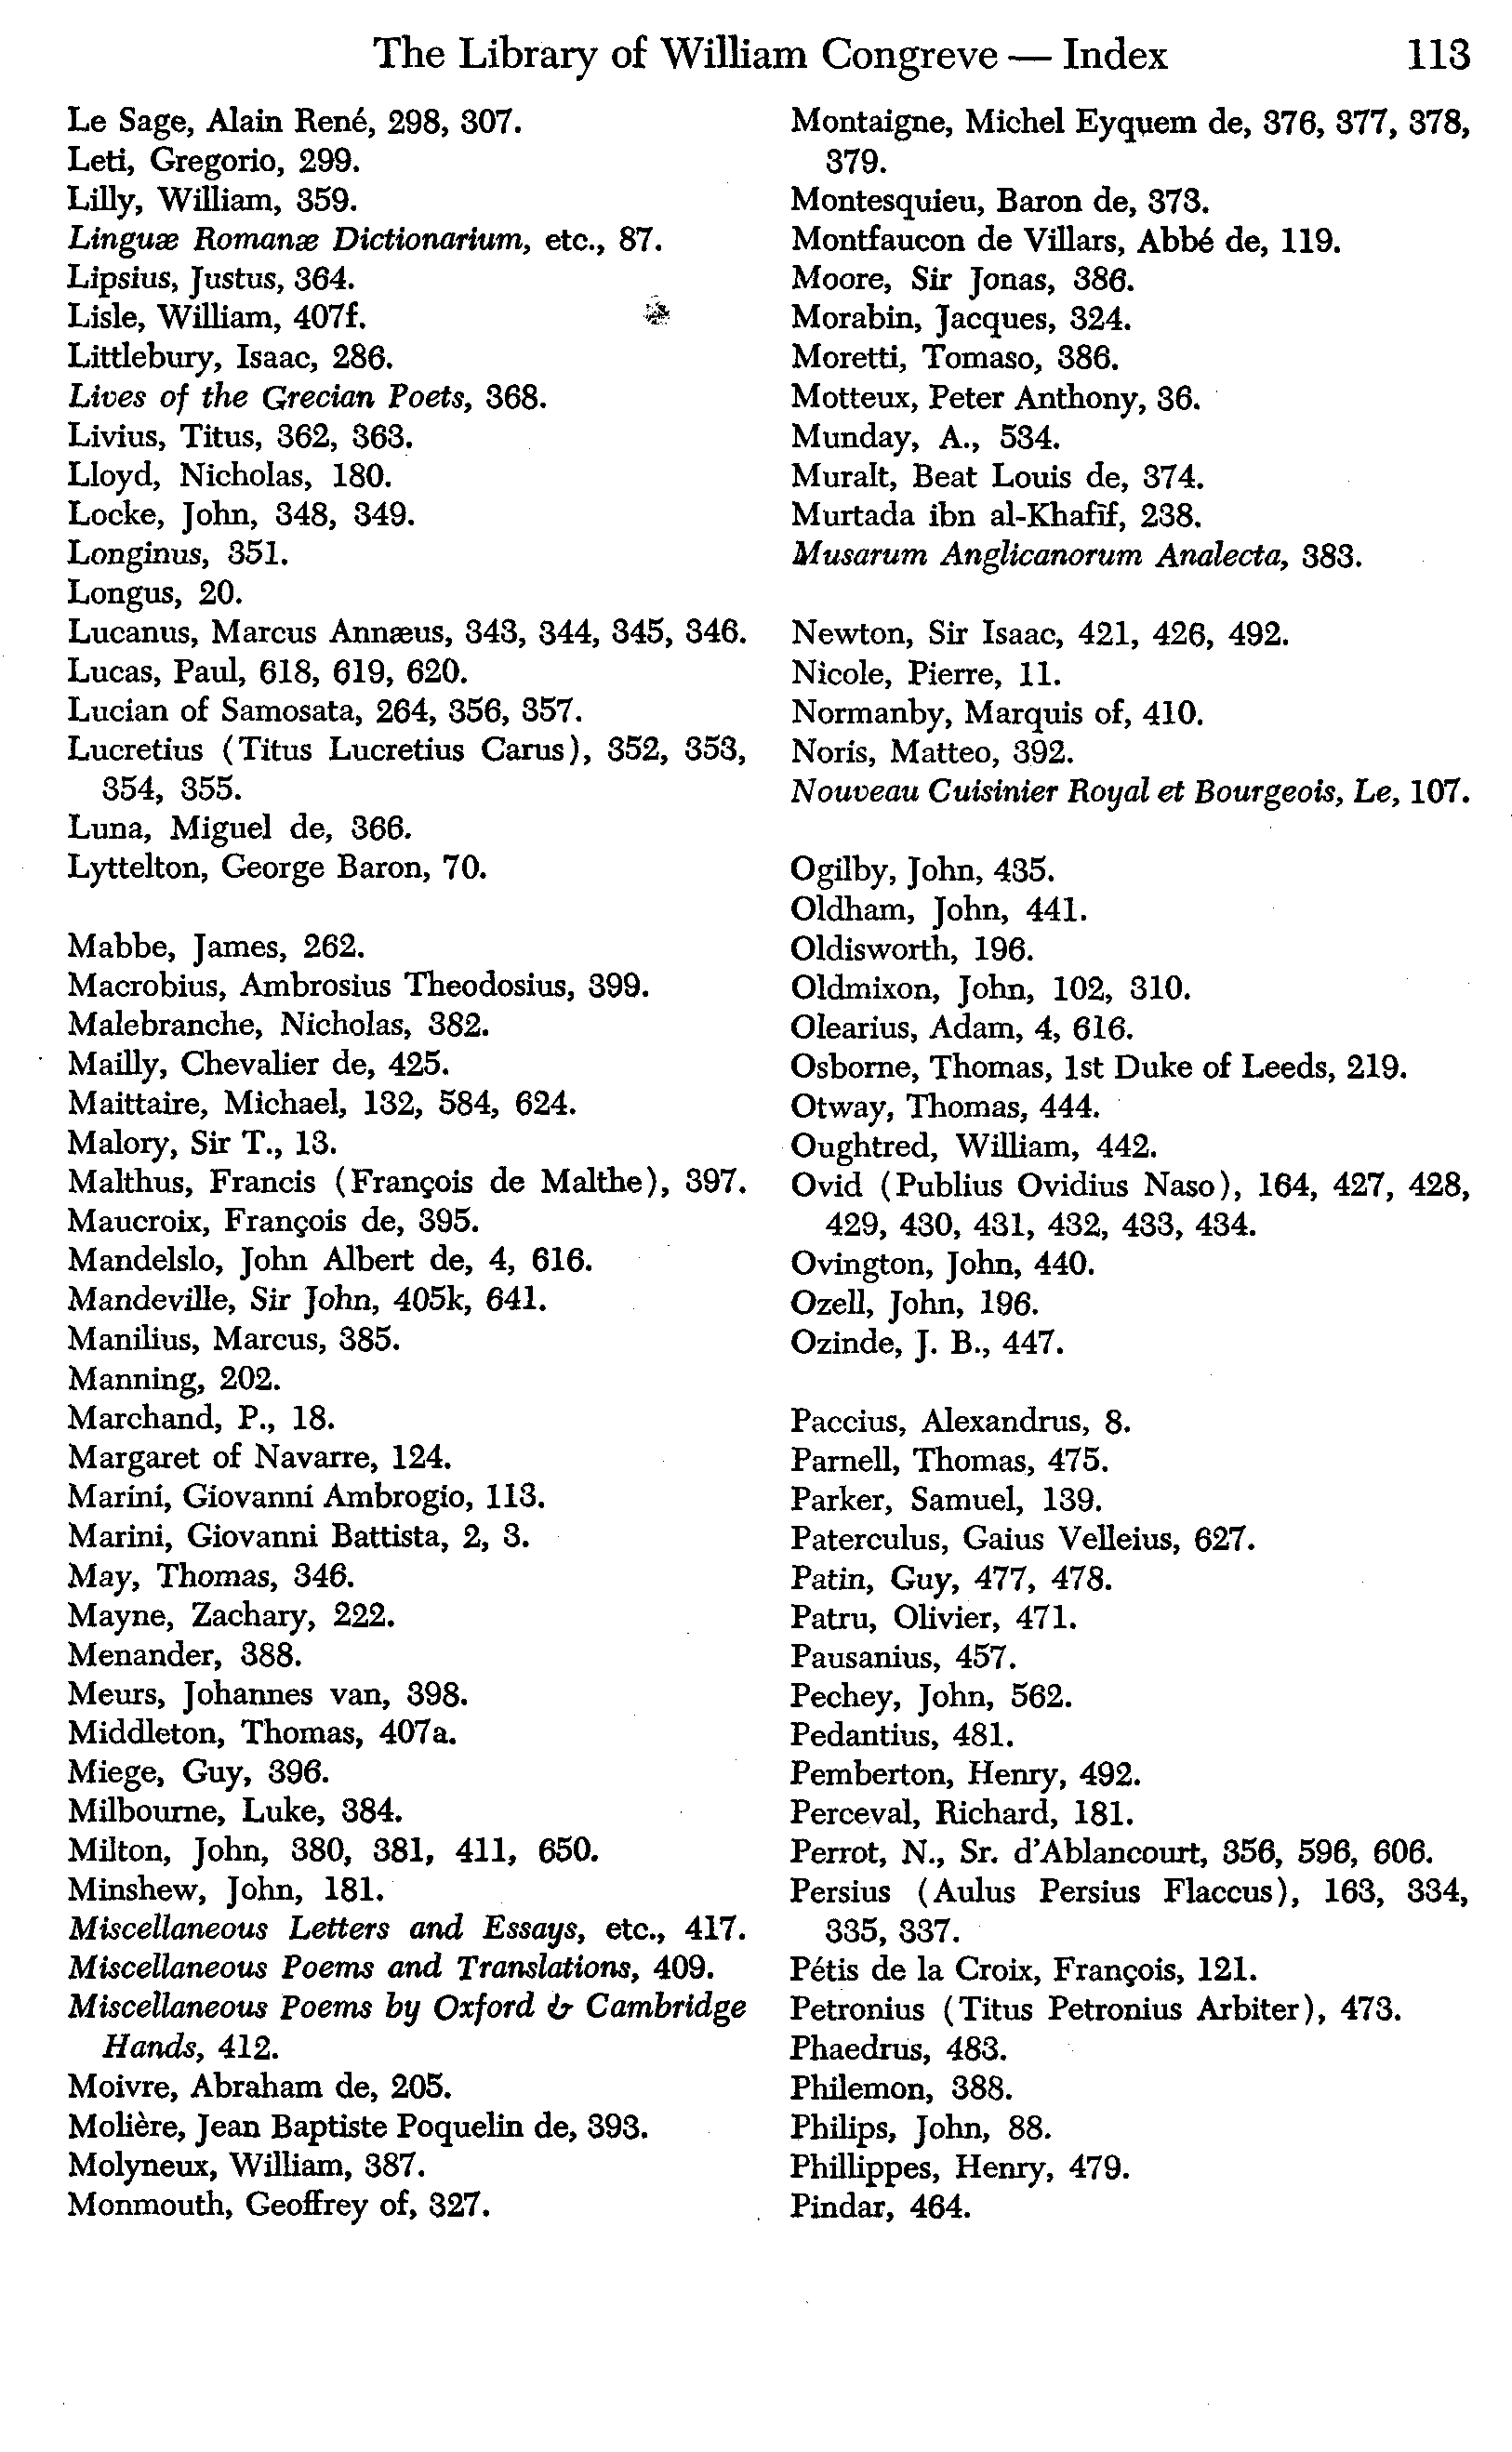 The Library of William Congreve — Index 113
Le Sage, Alain René, 298, 307.
Leti, Gregorio, 299.
Lilly, William, 359.
Linguæ Romanæ Dictionarium, etc., 87.
Lipsius, Justus, 364.
Lisle, William, 407f.
Littlebury, Isaac, 286.
Lives of the Grecian Poets, 368.
Livius, Titus, 362, 363.
Lloyd, Nicholas, 180.
Locke, John, 348, 349.
Longinus, 351.
Longus, 20.
Lucanus, Marcus Annæus, 343, 344, 345, 346.
Lucas, Paul, 618, 619, 620.
Lucian of Samosata, 264, 356, 357.
Lucretius (Titus Lucretius Carus), 352, 353,
354, 355.
Luna, Miguel de, 366.
Lyttelton, George Baron, 70.
Mabbe, James, 262.
Macrobius, Ambrosius Theodosius, 399.
Malebranche, Nicholas, 382.
Mailly, Chevalier de, 425.
Maittaire, Michael, 132, 584, 624.
Malory, Sir T., 13.
Malthus, Francis (François de Malthe), 397.
Maucroix, François de, 395.
Mandelslo, John Albert de, 4, 616.
Mandeville, Sir John, 405k, 641.
Manilius, Marcus, 385.
Manning, 202.
Marchand, P., 18.
Margaret of Navarre, 124.
Marini, Giovanni Ambrogio, 113.
Marini, Giovanni Battista, 2, 3.
May, Thomas, 346.
Mayne, Zachary, 222.
Menander, 388.
Meurs, Johannes van, 398.
Middleton, Thomas, 407a.
Miege, Guy, 396.
Milbourne, Luke, 384.
Milton, John, 380, 381, 411, 650.
Minshew, John, 181.
Miscellaneous Letters and Essays, etc., 417.
Miscellaneous Poems and Translations, 409.
Miscellaneous Poems by Oxford & Cambridge
Hands, 412.
Moivre, Abraham de, 205.
Molière, Jean Baptiste Poquelin de, 393.
Molyneux, William, 387.
Monmouth, Geoffrey of, 327.
Montaigne, Michel Eyquem de, 376, 377, 378,
379.
Montesquieu, Baron de, 373.
Montfaucon de Villars, Abbé de, 119.
Moore, Sir Jonas, 386.
Morabin, Jacques, 324.
Moretti, Tomaso, 386.
Motteux, Peter Anthony, 36.
Munday, A., 534.
Muralt, Beat Louis de, 374.
Murtada ibn al-Khafīf, 238.
Musarum Anglicanorum Analecta, 383.
Newton, Sir Isaac, 421, 426, 492.
Nicole, Pierre, 11.
Normanby, Marquis of, 410.
Noris, Matteo, 392.
Nouveau Cuisinier Royal et Bourgeois, Le, 107.
Ogilby, John, 435.
Oldham, John, 441.
Oldisworth, 196.
Oldmixon, John, 102, 310.
Olearius, Adam, 4, 616.
Osborne, Thomas, 1st Duke of Leeds, 219.
Otway, Thomas, 444.
Oughtred, William, 442.
Ovid (Publius Ovidius Naso), 164, 427, 428,
429, 430, 431, 432, 433, 434.
Ovington, John, 440.
Ozell, John, 196.
Ozinde, J. B., 447.
Paccius, Alexandrus, 8.
Parnell, Thomas, 475.
Parker, Samuel, 139.
Paterculus, Gaius Velleius, 627.
Patin, Guy, 477, 478.
Patru, Olivier, 471.
Pausanius, 457.
Pechey, John, 562.
Pedantius, 481.
Pemberton, Henry, 492.
Perceval, Richard, 181.
Perrot, N., Sr. d'Ablancourt, 356, 596, 606.
Persius (Aulus Persius Flaccus), 163, 334,
335, 337.
Pétis de la Croix, François, 121.
Petronius (Titus Petronius Arbiter), 473.
Phaedrus, 483.
Philemon, 388.
Philips, John, 88.
Phillippes, Henry, 479.
Pindar, 464.